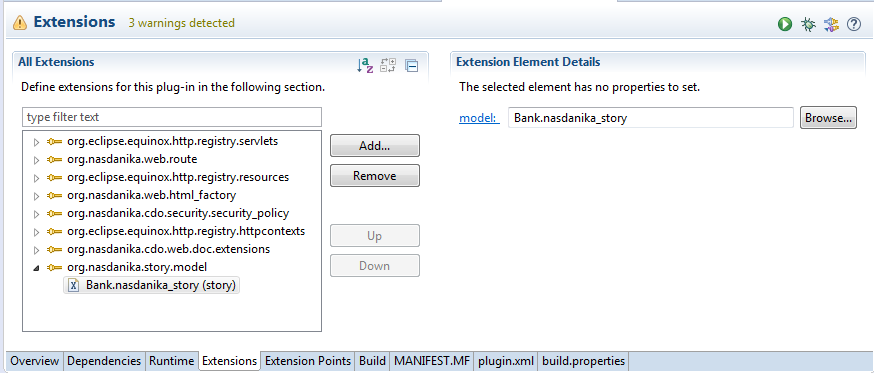 Extensions
3 warnings detected
All Extensions
Define extensions for this plug-in in the following section.
type filter text
org.eclipse.equinox.http.registry.servlets
org.nasdanika.web.route
org.eclipse.equinox.http.registry.resources
org.nasdanika.web.html_factory
org.nasdanika.cdo.security.security_policy
org.eclipse.equinox.http.registry.httpcontexts
org.nasdanika.cdo.web.doc.extensions
org.nasdanika.story.model
Bank.nasdanika_story (story)
Add...
Remove
Up
Down
Extension Element Details
The selected element has no properties to set.
model: Bank.nasdanika_story Browse...
Overview Dependencies Runtime Extensions Extension Points Build MANIFEST.MF plugin.xml build.properties